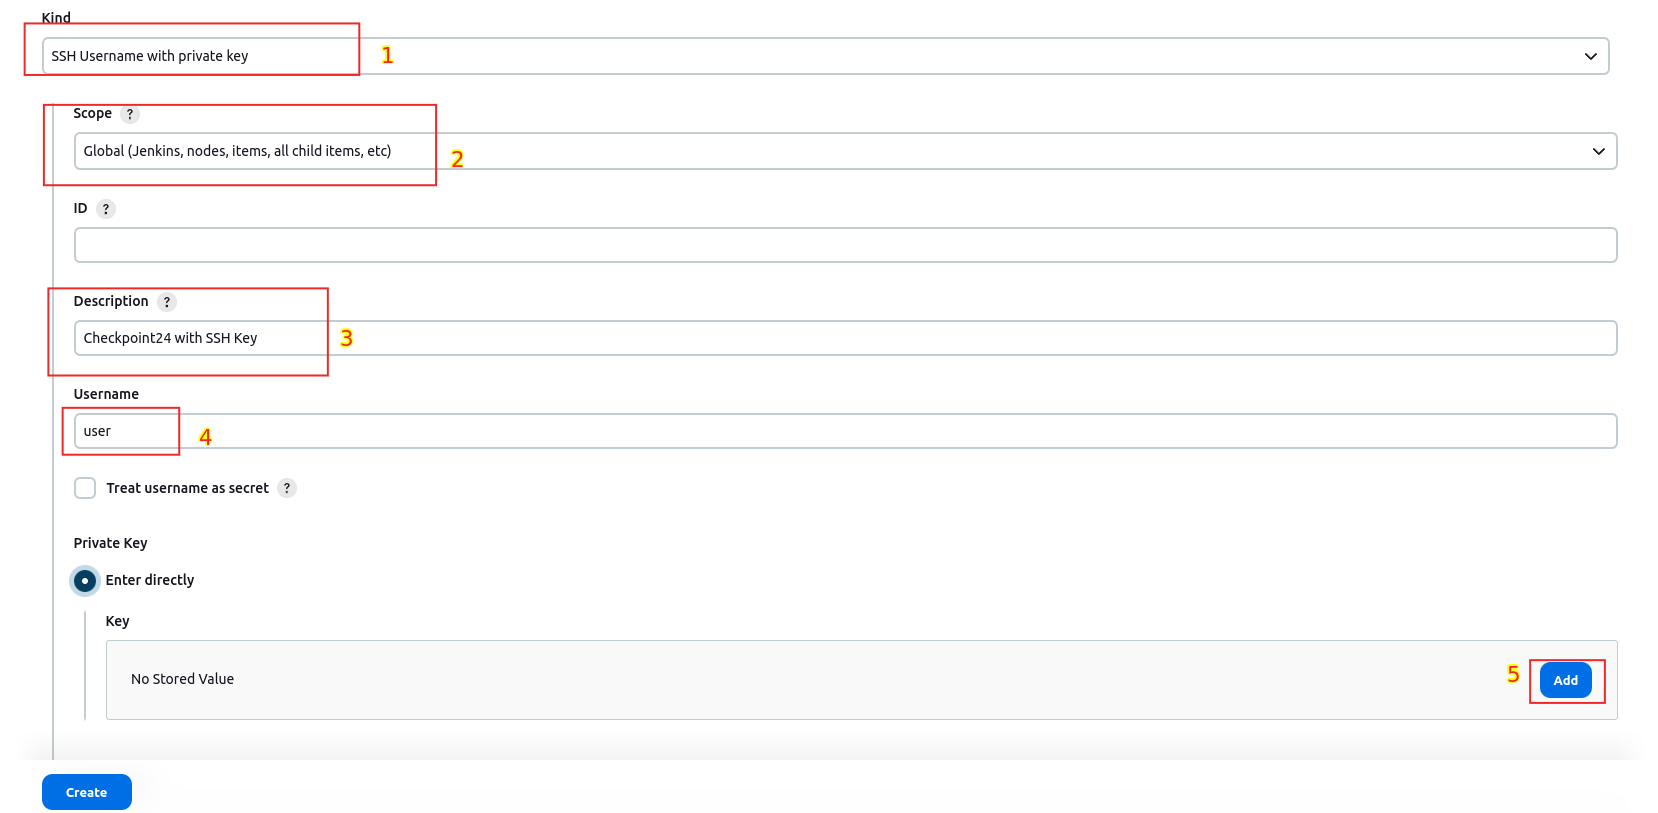 Kind
SSH Username with private key 1
Scope ?
Global (Jenkins, nodes, items, all child items, etc) 2
ID ?
Description ?
Checkpoint24 with SSH Key 3
Username
user 4
Treat username as secret ?
Private Key
Enter directly
Key
No Stored Value 5 Add
Create